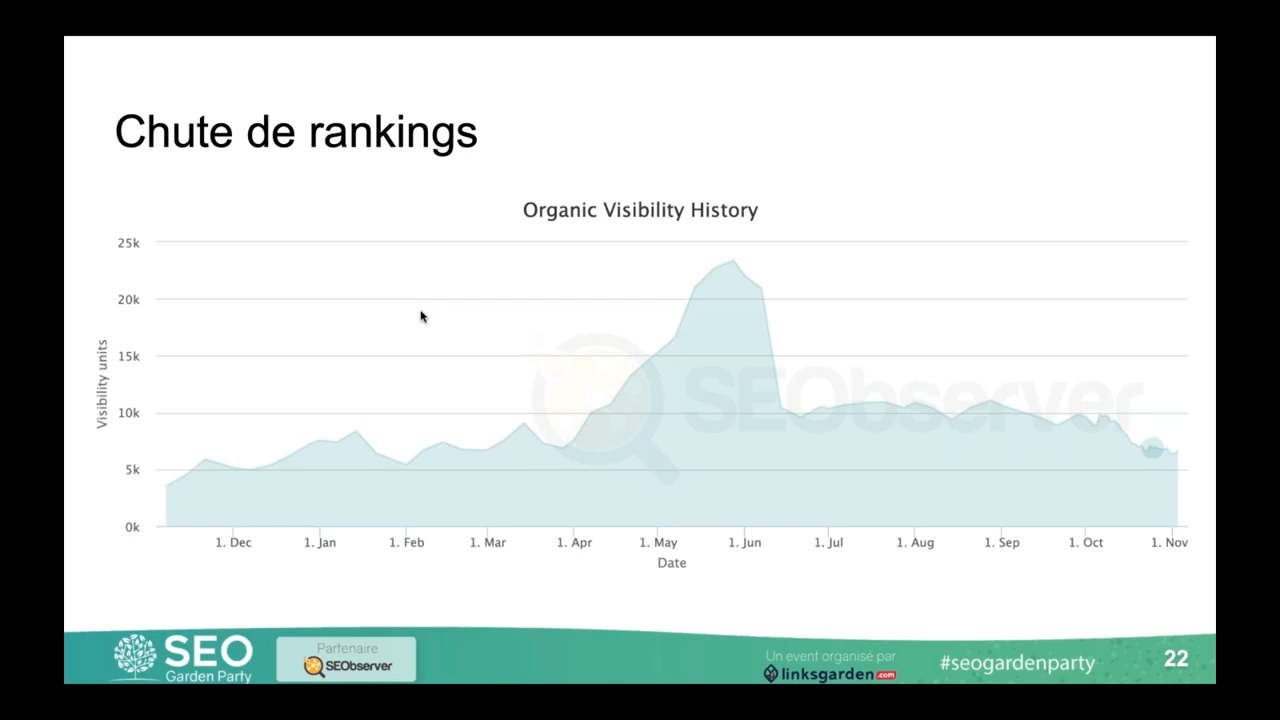 Chute de rankings
Organic Visibility History
25k
20k
15k
10k
5k
0k
Visibility units
SEObserver
1. Dec
1. Jan
1. Feb
1. Mar
1. Apr
1. May
1. Jun
1. Jul
1. Aug
1. Sep
1. Oct
1. Nov
Date
SEO
Garden Party
Partenaire
SEObserver
Un event organisé par
linksgarden.com
#seogardenparty
22